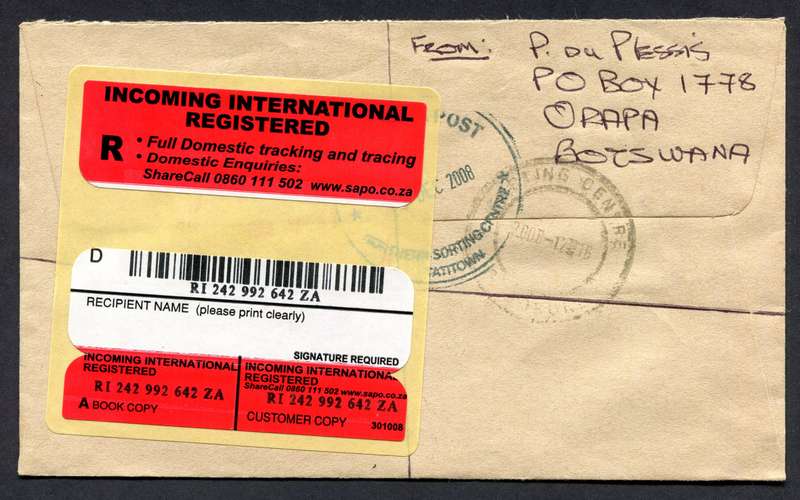 FROM: P. DU PLESSIS
PO BOX 1778
ORAPA
BOTSWANA
INCOMING INTERNATIONAL
REGISTERED
R
• Full Domestic tracking and tracing
• Domestic Enquiries:
ShareCall 0860 111 502 www.sapo.co.za
POST
2008
SORTING CENTRE
TATITOWN
TING CENTRE
D
RI 242 992 642 ZA
RECIPIENT NAME (please print clearly)
SIGNATURE REQUIRED
INCOMING INTERNATIONAL
REGISTERED
RI 242 992 642 ZA
A BOOK COPY
INCOMING INTERNATIONAL
REGISTERED
ShareCall 0860 111 502 www.sapo.co.za
RI 242 992 642 ZA
CUSTOMER COPY 301008